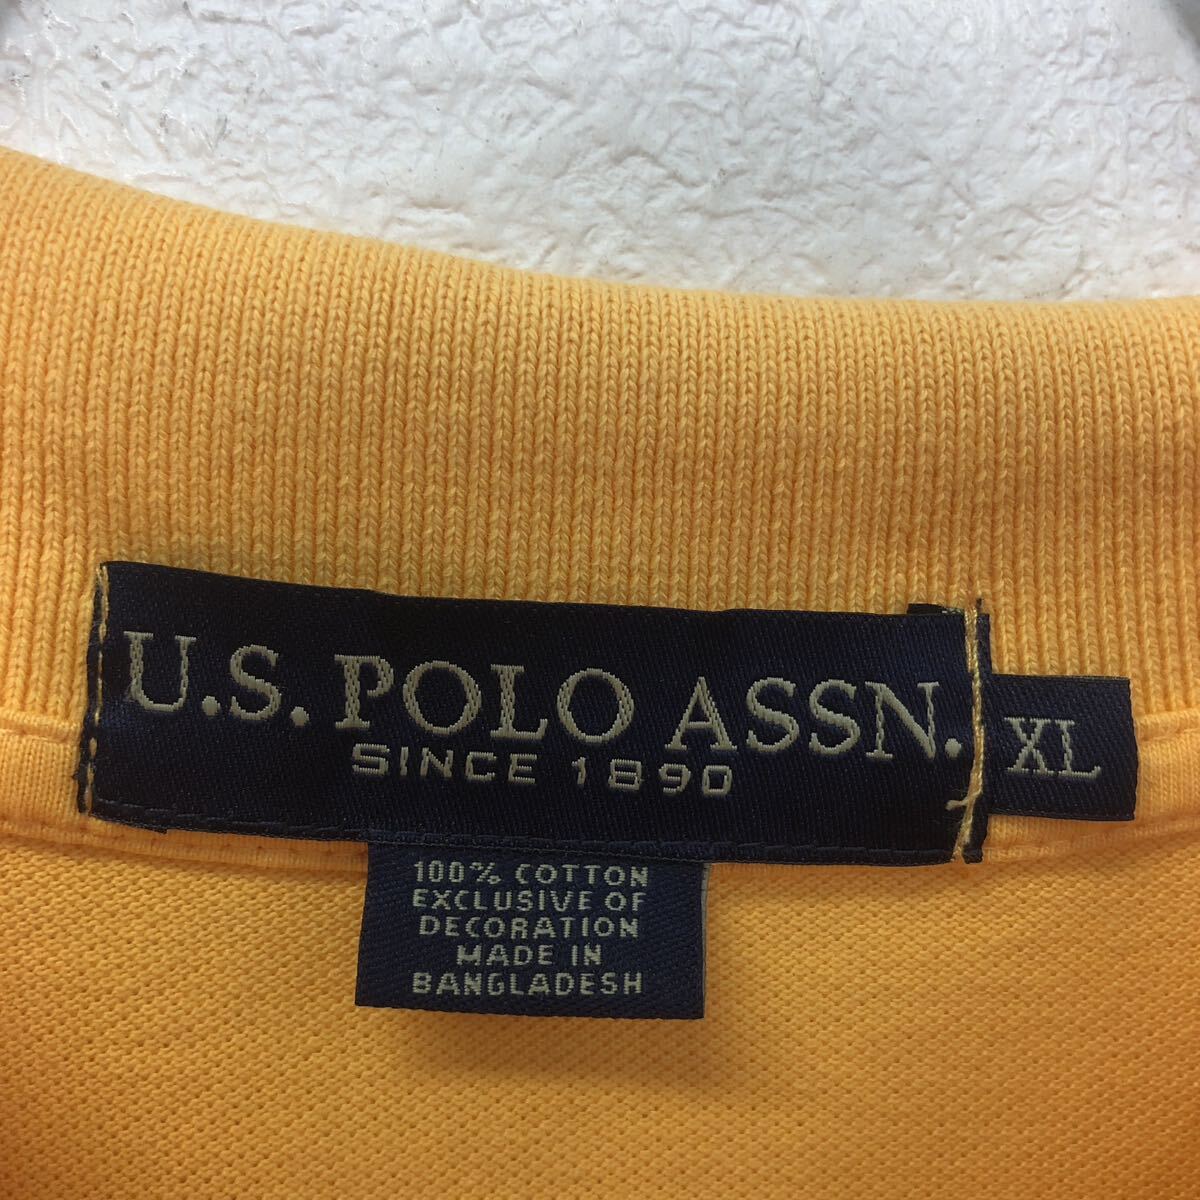 U.S. POLO ASSN.
SINCE 1890
XL
100% COTTON
EXCLUSIVE OF
DECORATION
MADE IN
BANGLADESH